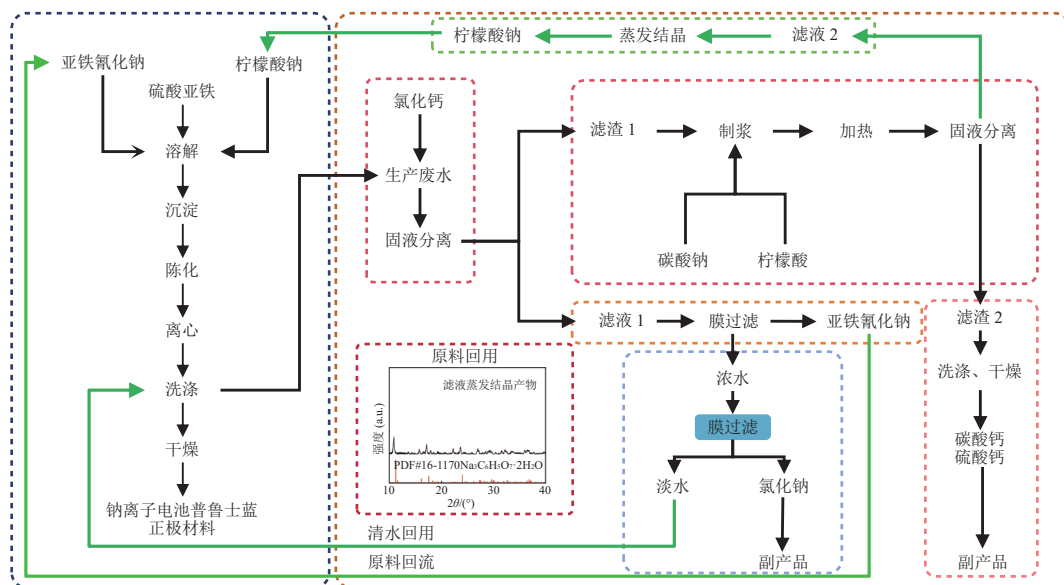 亚铁氰化钠
柠檬酸钠
硫酸亚铁
溶解
沉淀
陈化
离心
洗涤
干燥
钠离子电池普鲁士蓝
正极材料
柠檬酸钠
蒸发结晶
滤液 2
氯化钙
生产废水
固液分离
滤渣 1
制浆
加热
固液分离
碳酸钠
柠檬酸
滤液 1
膜过滤
亚铁氰化钠
浓水
膜过滤
淡水
氯化钠
副产品
滤渣 2
洗涤、干燥
碳酸钙
硫酸钙
副产品
原料回用
滤液蒸发结晶产物
强度 (a.u.)
PDF#16-1170Na₃C₆H₅O₇·2H₂O
10
20
30
40
2θ/(°)
清水回用
原料回流